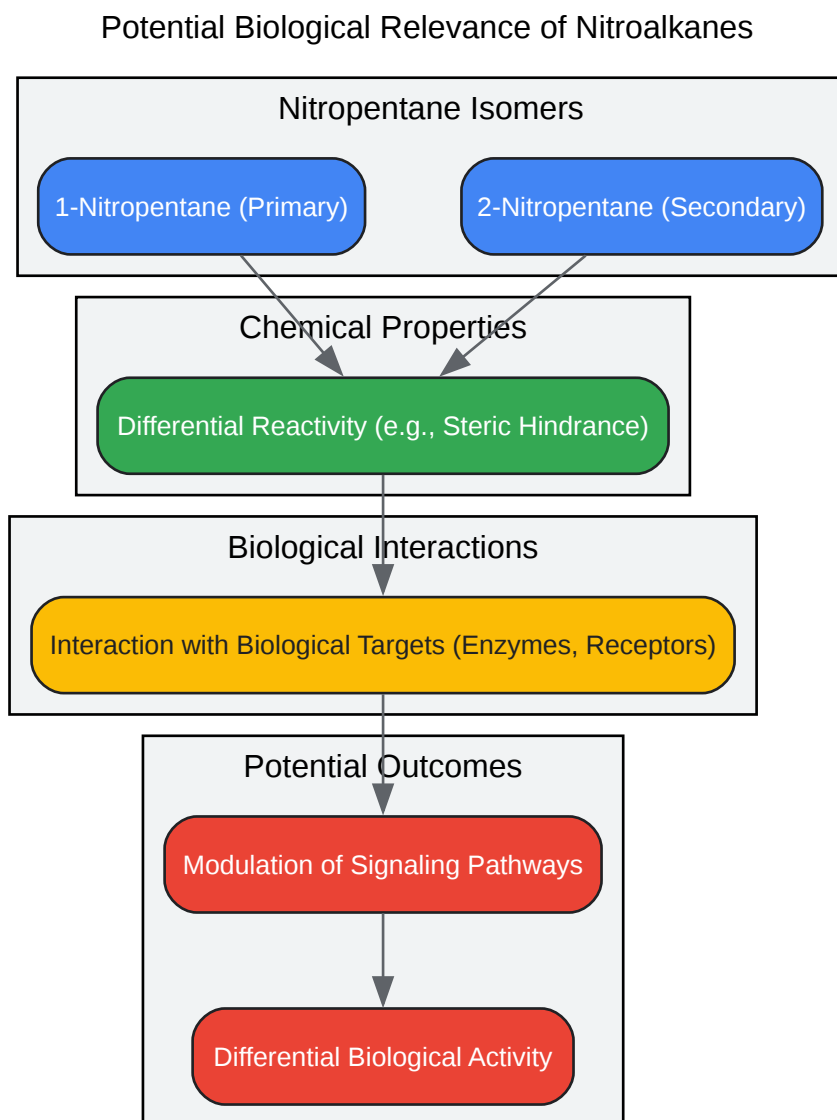 Potential Biological Relevance of Nitroalkanes
Nitropentane Isomers
1-Nitropentane (Primary)
2-Nitropentane (Secondary)
Chemical Properties
Differential Reactivity (e.g., Steric Hindrance)
Biological Interactions
Interaction with Biological Targets (Enzymes, Receptors)
Potential Outcomes
Modulation of Signaling Pathways
Differential Biological Activity